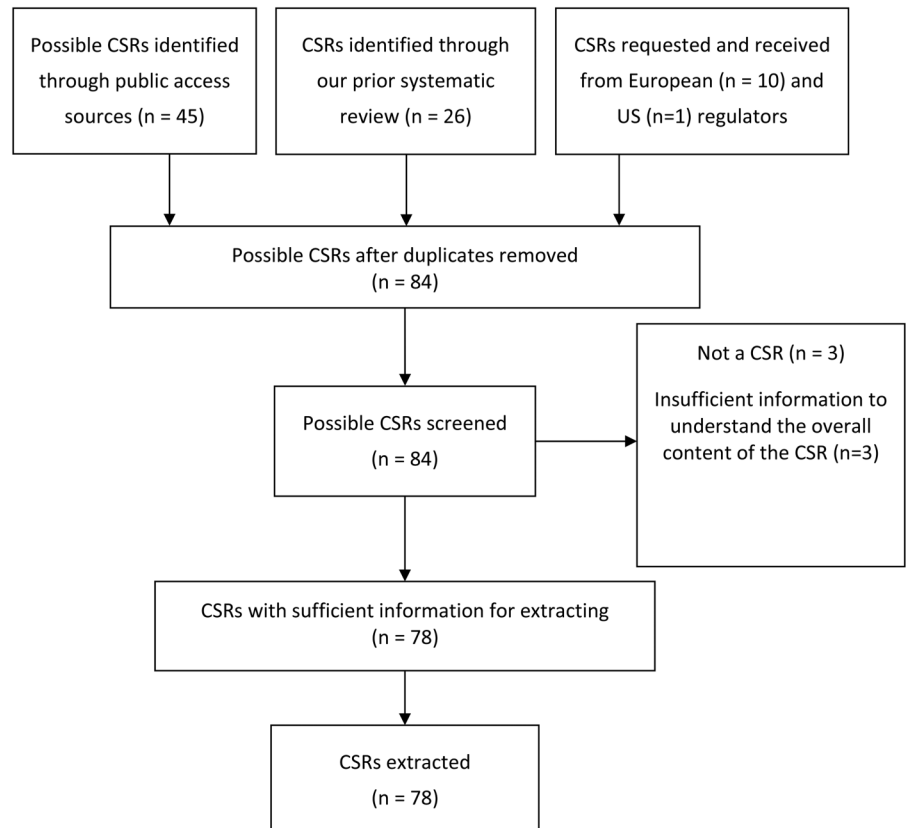 Possible CSRs identified
through public access
sources (n = 45)
CSRs identified through
our prior systematic
review (n = 26)
CSRs requested and received
from European (n = 10) and
US (n=1) regulators
Possible CSRs after duplicates removed
(n = 84)
Not a CSR (n = 3)
Insufficient information to
understand the overall
content of the CSR (n=3)
Possible CSRs screened
(n = 84)
CSRs with sufficient information for extracting
(n = 78)
CSRs extracted
(n = 78)